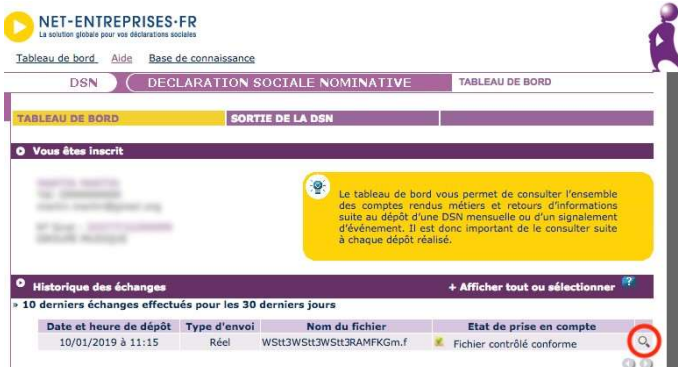 NET-ENTREPRISES·FR
La solution globale pour vos déclarations sociales
Tableau de bord Aide Base de connaissance
DSN DECLARATION SOCIALE NOMINATIVE TABLEAU DE BORD
TABLEAU DE BORD SORTIE DE LA DSN
Vous êtes inscrit
Le tableau de bord vous permet de consulter l'ensemble
des comptes rendus métiers et retours d'informations
suite au dépôt d'une DSN mensuelle ou d'un signalement
d'événement. Il est donc important de le consulter suite
à chaque dépôt réalisé.
Historique des échanges + Afficher tout ou sélectionner ?
» 10 derniers échanges effectués pour les 30 derniers jours
Date et heure de dépôt Type d'envoi Nom du fichier Etat de prise en compte
10/01/2019 à 11:15 Réel WStt3WStt3WStt3RAMFKGm.f Fichier contrôlé conforme